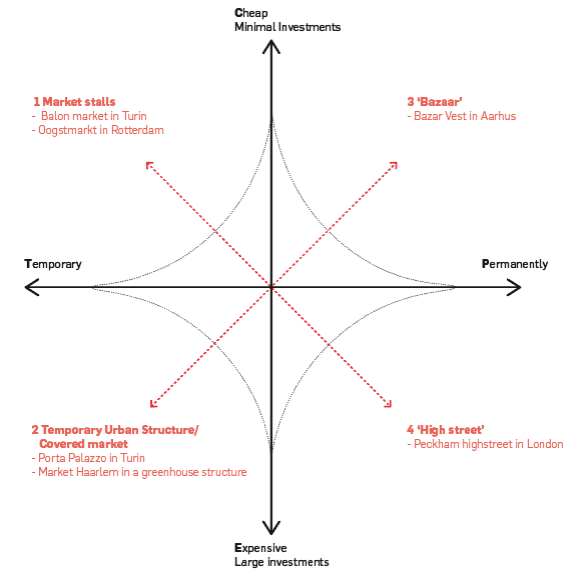 Cheap
Minimal Investments
1 Market stalls
- Balon market in Turin
- Oogstmarkt in Rotterdam
3 'Bazaar'
- Bazar Vest in Aarhus
Temporary
Permanently
2 Temporary Urban Structure/
Covered market
- Porta Palazzo in Turin
- Market Haarlem in a greenhouse structure
4 'High street'
- Peckham highstreet in London
Expensive
Large investments